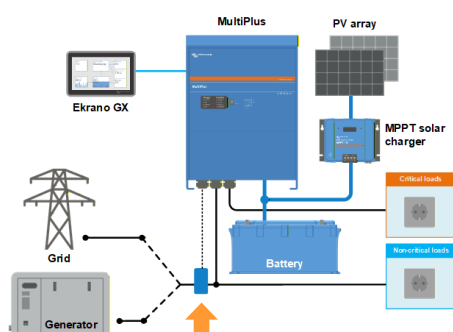 MultiPlus
PV array
Ekrano GX
MPPT solar
charger
Critical loads
Grid
Battery
Non-critical loads
Generator